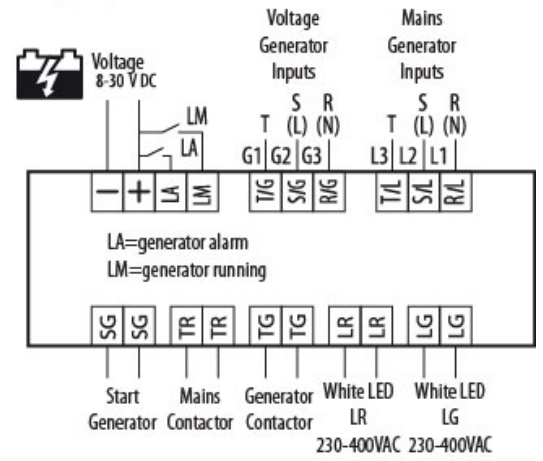 Voltage
8-30 V DC
LM
LA
Voltage
Generator
Inputs
Mains
Generator
Inputs
S R
T (L) (N)
G1 G2 G3
S R
T (L) (N)
L3 L2 L1
− + LA LM
T/G S/G R/G
T/L S/L R/L
LA=generator alarm
LM=generator running
SG SG TR TR TG TG LR LR LG LG
Start
Generator
Mains
Contactor
Generator
Contactor
White LED
LR
230-400VAC
White LED
LG
230-400VAC